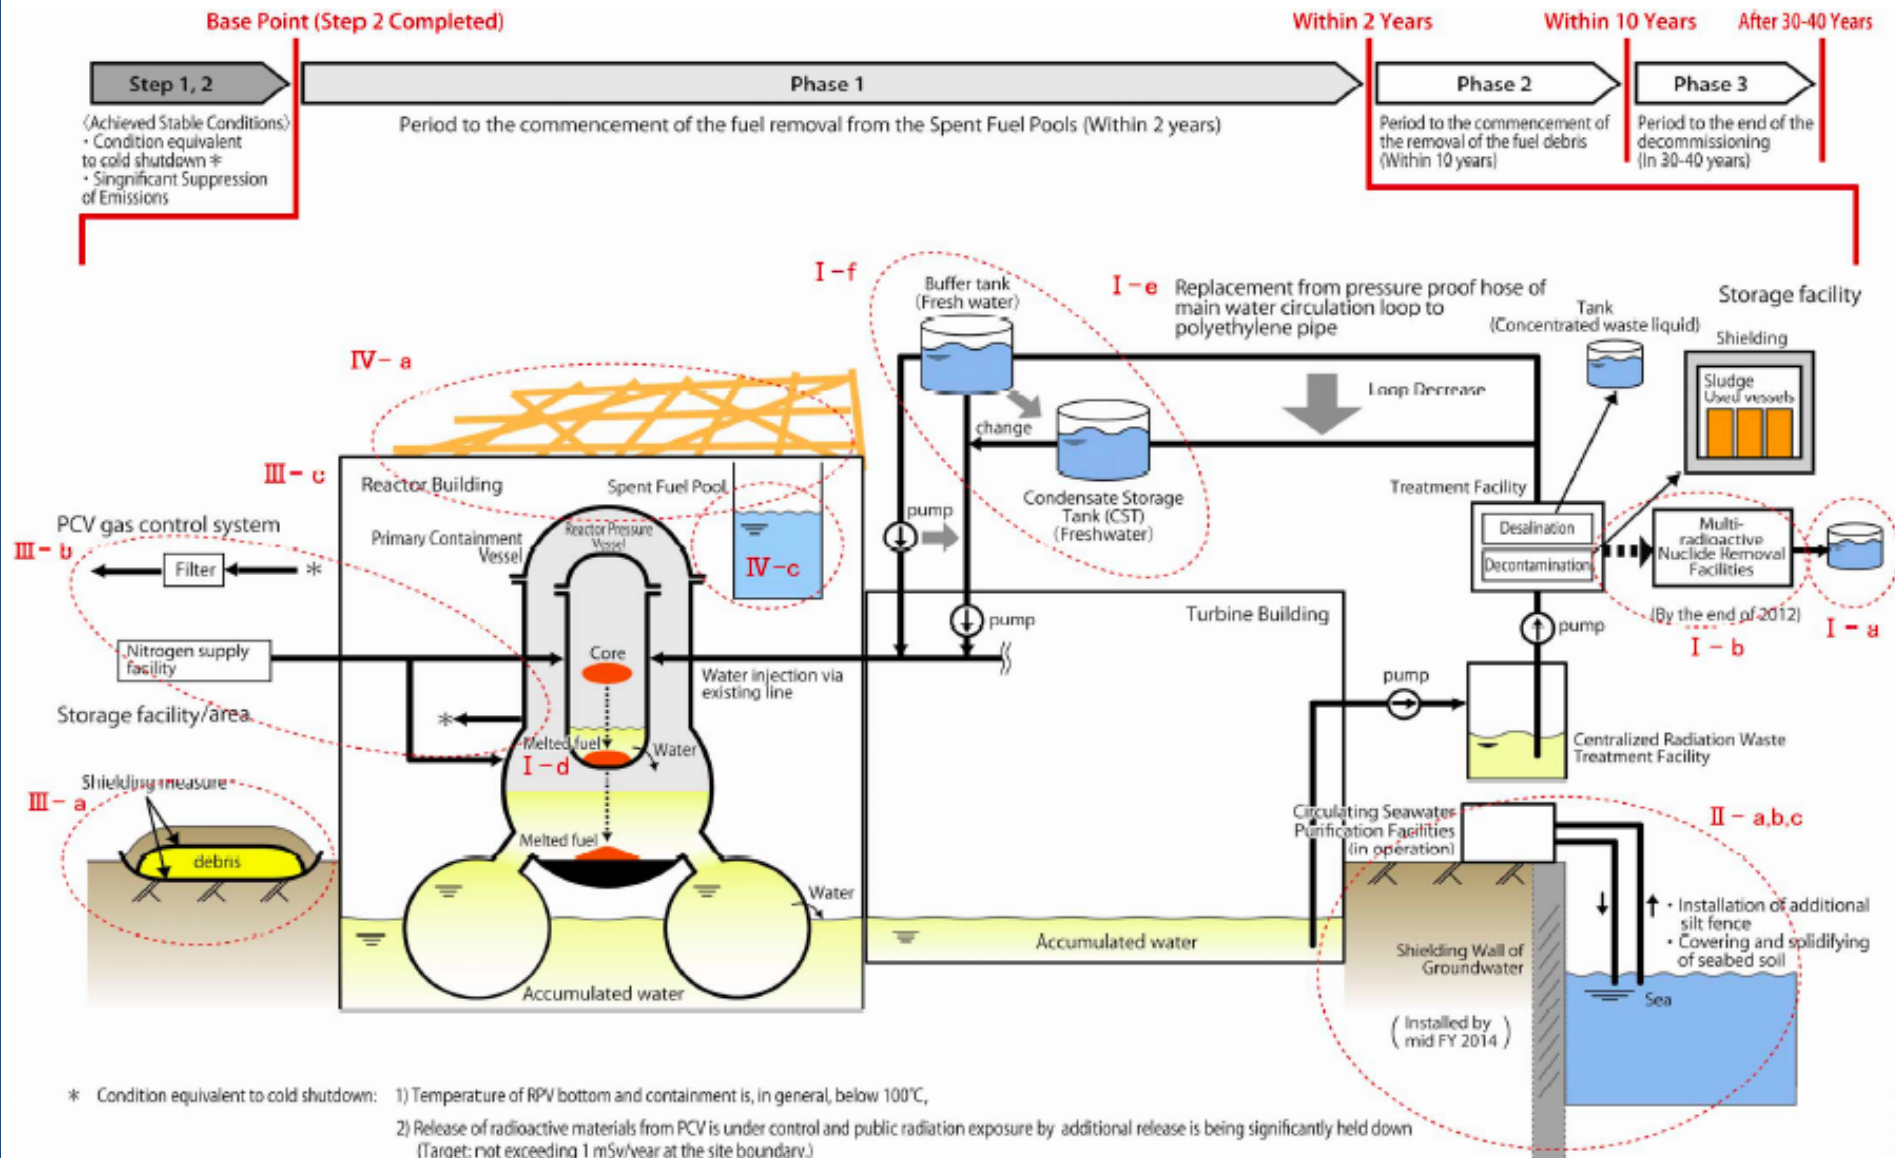 Base Point (Step 2 Completed)
Within 2 Years
Within 10 Years
After 30-40 Years
Step 1, 2
Phase 1
Phase 2
Phase 3
〈Achieved Stable Conditions〉
・Condition equivalent
to cold shutdown *
・Singnificant Suppression
of Emissions
Period to the commencement of the fuel removal from the Spent Fuel Pools (Within 2 years)
Period to the commencement of
the removal of the fuel debris
(Within 10 years)
Period to the end of the
decommissioning
(In 30-40 years)
I-f
Buffer tank
(Fresh water)
I-e
Replacement from pressure proof hose of
main water circulation loop to
polyethylene pipe
Tank
(Concentrated waste liquid)
Storage facility
Shielding
Sludge
Used vessels
IV-a
Loop Decrease
change
III-c
Reactor Building
Spent Fuel Pool
Condensate Storage
Tank (CST)
(Freshwater)
Treatment Facility
Desalination
Decontamination
Multi-
radioactive
Nuclide Removal
Facilities
PCV gas control system
III-b
Filter
*
Primary Containment
Vessel
Reactor Pressure
Vessel
IV-c
pump
pump
Turbine Building
pump
(By the end of 2012)
I-b
I-a
Nitrogen supply
facility
Core
Water injection via
existing line
pump
Storage facility/area
*
Melted fuel
Water
I-d
Centralized Radiation Waste
Treatment Facility
Shielding measure
III-a
debris
Melted fuel
Water
Circulating Seawater
Purification Facilities
(in operation)
II-a,b,c
・Installation of additional
silt fence
・Covering and solidifying
of seabed soil
Accumulated water
Accumulated water
Shielding Wall of
Groundwater
(Installed by
mid FY 2014)
Sea
* Condition equivalent to cold shutdown: 1) Temperature of RPV bottom and containment is, in general, below 100℃,
2) Release of radioactive materials from PCV is under control and public radiation exposure by additional release is being significantly held down
(Target: not exceeding 1 mSv/year at the site boundary.)